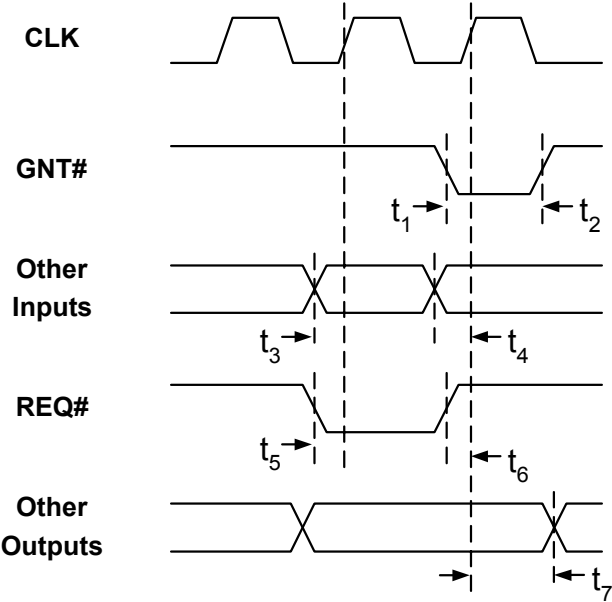 CLK
GNT#
t1
t2
Other
Inputs
t3
t4
REQ#
t5
t6
Other
Outputs
t7